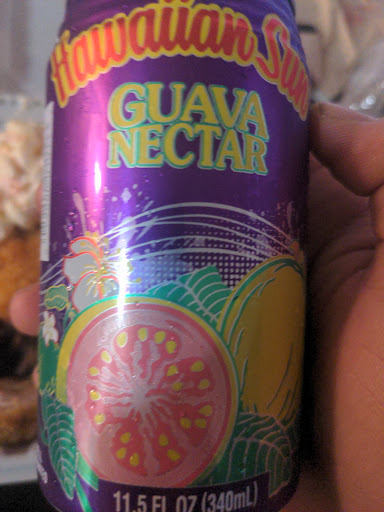 Hawaiian Sun
GUAVA
NECTAR
11.5 FL OZ (340mL)